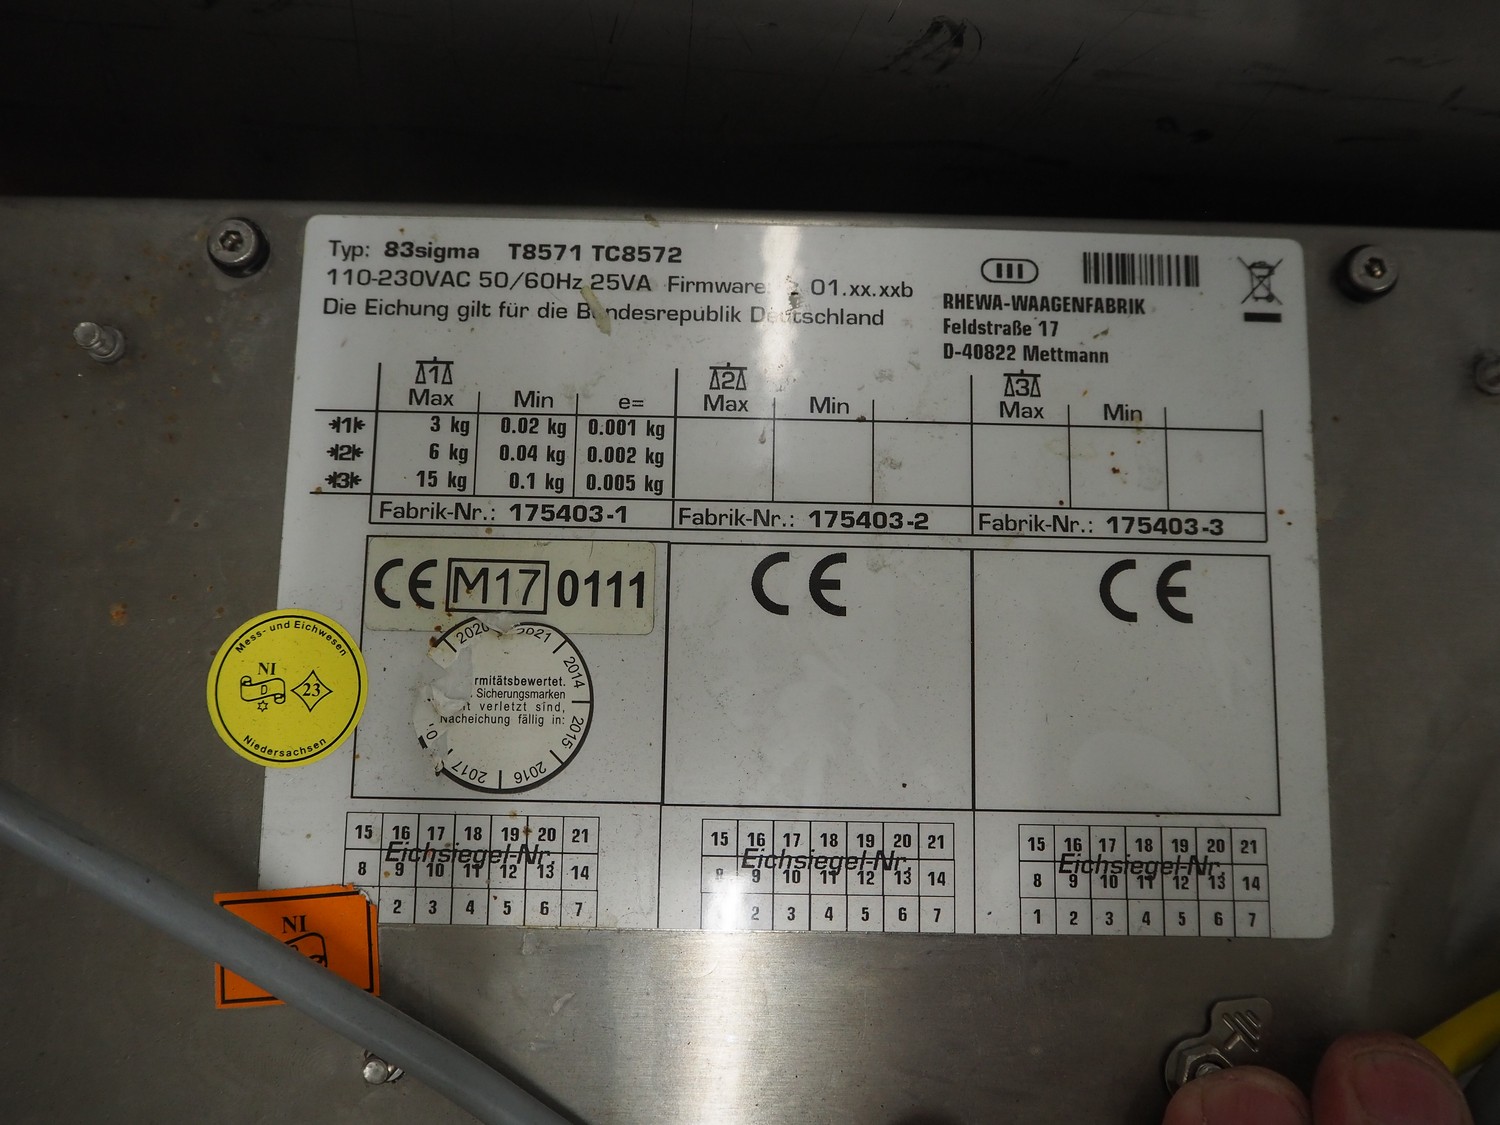 Typ: 83sigma T8571 TC8572
110-230VAC 50/60Hz 25VA Firmware: 01.xx.xxb
Die Eichung gilt für die Bundesrepublik Deutschland
RHEWA-WAAGENFABRIK
Feldstraße 17
D-40822 Mettmann
1 2 3
Max Min e= Max Min Max Min
*|1|* 3 kg 0.02 kg 0.001 kg
*|2|* 6 kg 0.04 kg 0.002 kg
*|3|* 15 kg 0.1 kg 0.005 kg
Fabrik-Nr.: 175403-1 Fabrik-Nr.: 175403-2 Fabrik-Nr.: 175403-3
CE M17 0111 CE CE
2020 2021 2014 2015 2016 2017
rmitätsbewertet.
Sicherungsmarken
t verletzt sind,
Nacheichung fällig in:
Mess- und Eichwesen
NI
D 23
Niedersachsen
15 16 17 18 19 20 21
Eichsiegel-Nr.
8 9 10 11 12 13 14
2 3 4 5 6 7
15 16 17 18 19 20 21
Eichsiegel-Nr.
8 9 10 11 12 13 14
2 3 4 5 6 7
15 16 17 18 19 20 21
Eichsiegel-Nr.
8 9 10 11 12 13 14
1 2 3 4 5 6 7
NI